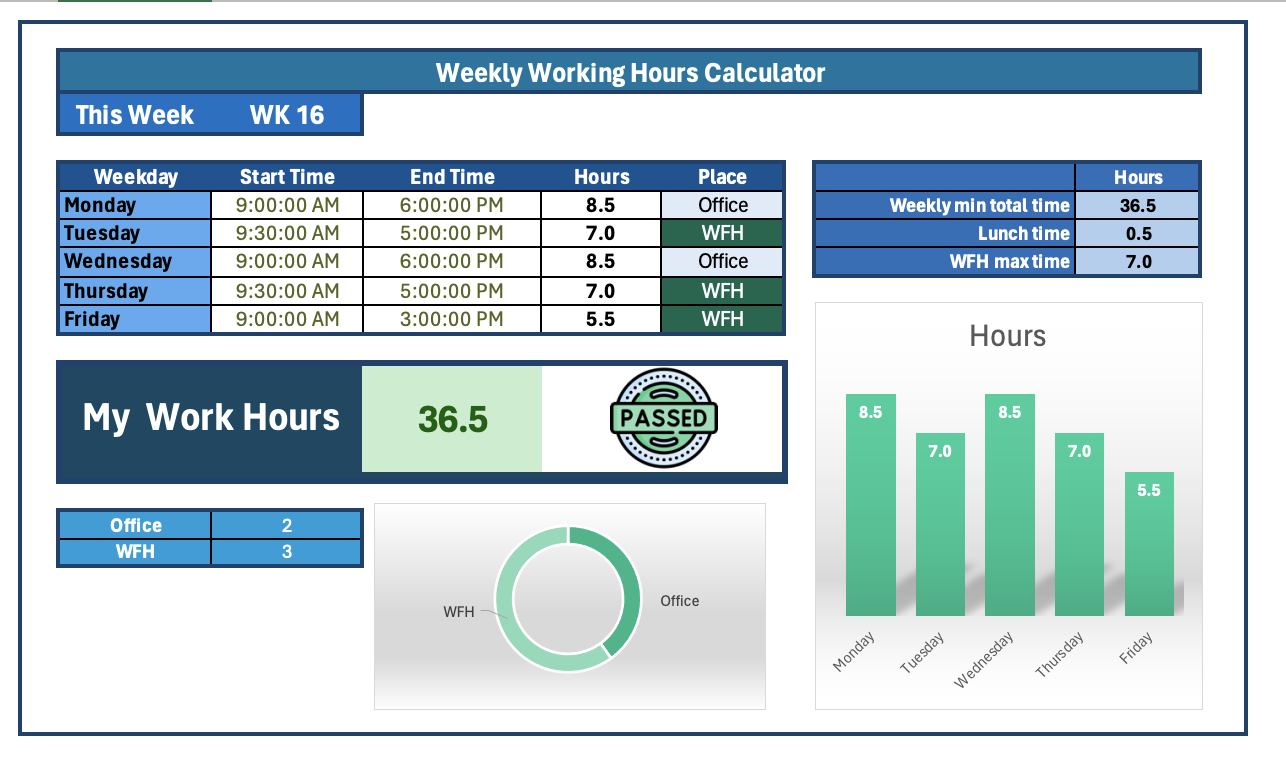 Weekly Working Hours Calculator
This Week WK 16
Weekday Start Time End Time Hours Place
Monday 9:00:00 AM 6:00:00 PM 8.5 Office
Tuesday 9:30:00 AM 5:00:00 PM 7.0 WFH
Wednesday 9:00:00 AM 6:00:00 PM 8.5 Office
Thursday 9:30:00 AM 5:00:00 PM 7.0 WFH
Friday 9:00:00 AM 3:00:00 PM 5.5 WFH
Hours
Weekly min total time 36.5
Lunch time 0.5
WFH max time 7.0
My Work Hours 36.5 PASSED
Office 2
WFH 3
WFH Office
Hours
8.5 7.0 8.5 7.0 5.5
Monday Tuesday Wednesday Thursday Friday